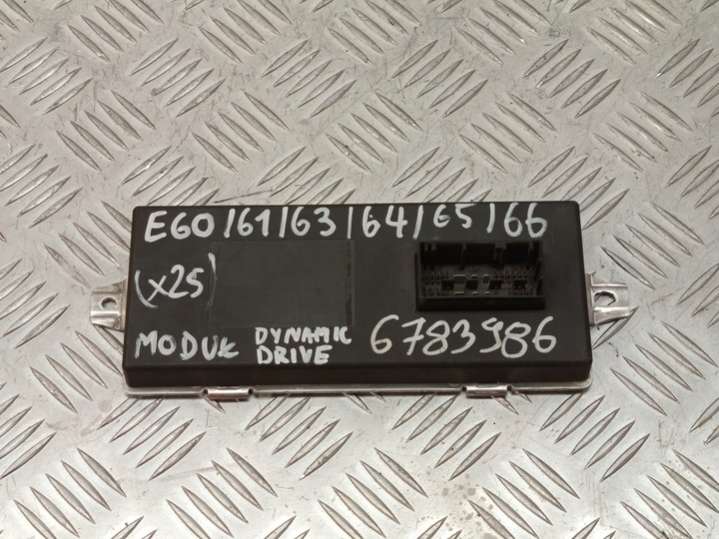 E60/61/63/64/65/66
(x25)
MODUŁ DYNAMIC DRIVE 6783986